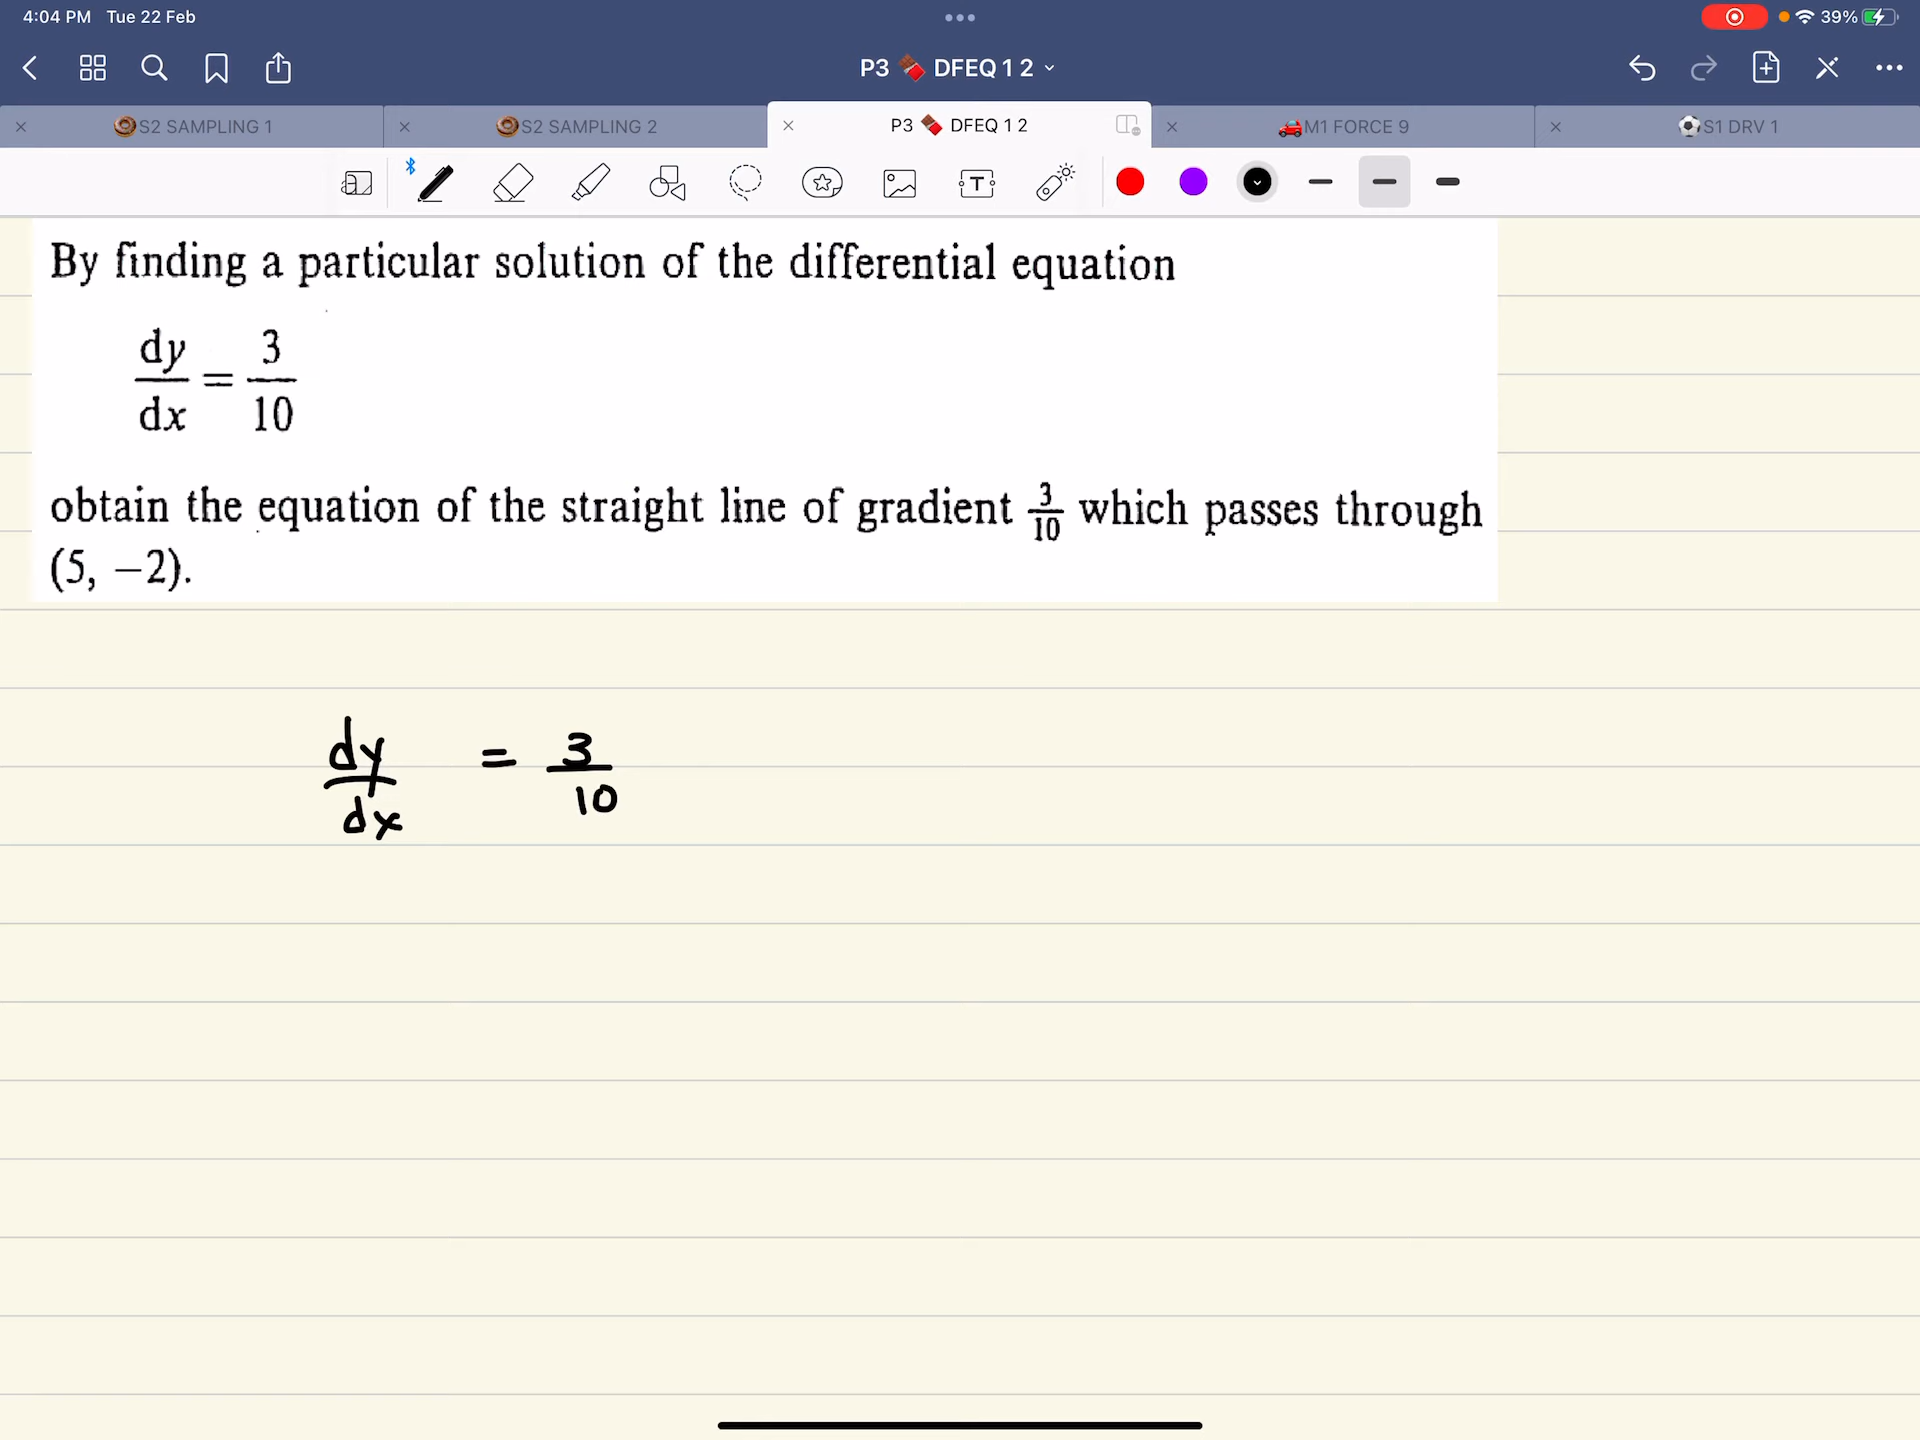 4:04 PM Tue 22 Feb
39%
P3 🍫 DFEQ 1 2
S2 SAMPLING 1
S2 SAMPLING 2
P3 🍫 DFEQ 1 2
M1 FORCE 9
S1 DRV 1
By finding a particular solution of the differential equation
dy/dx = 3/10
obtain the equation of the straight line of gradient 3/10 which passes through
(5, −2).
dy/dx = 3/10